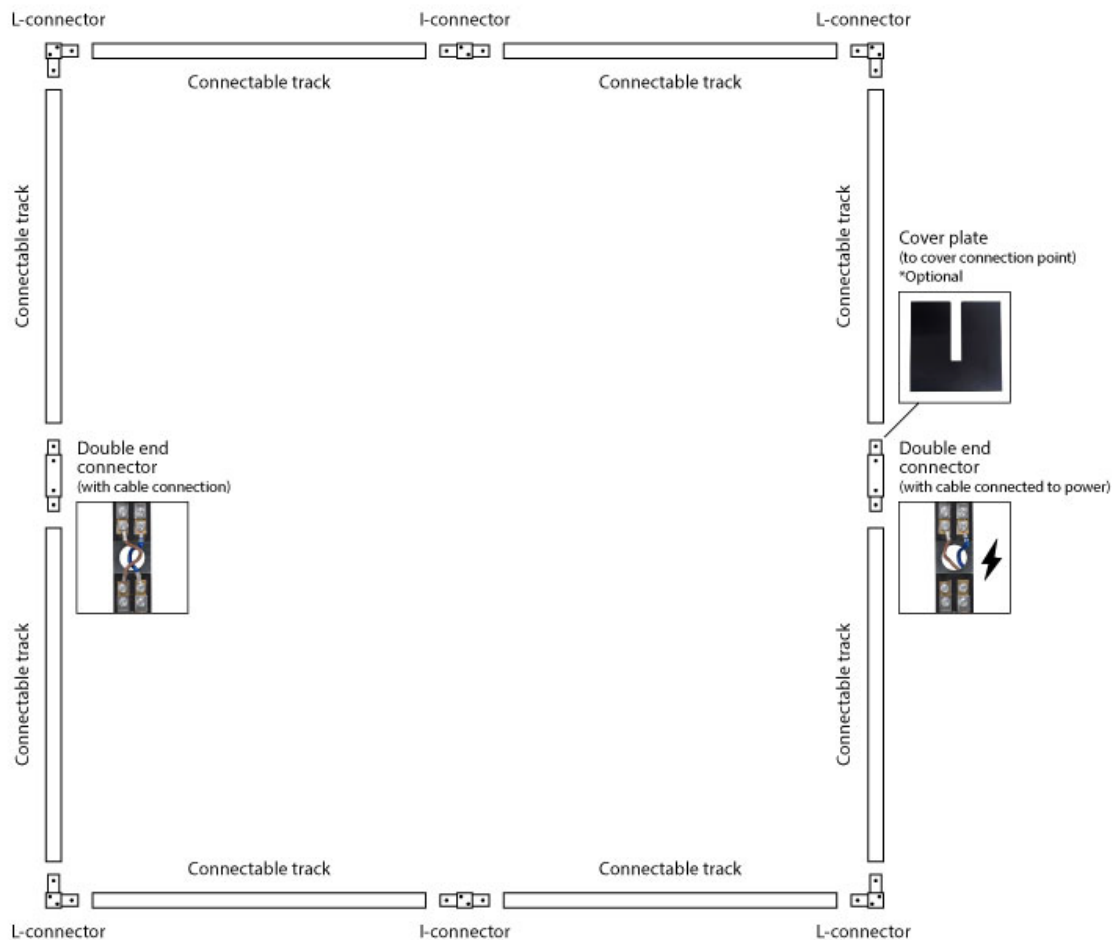 L-connector
I-connector
L-connector
Connectable track
Connectable track
Connectable track
Connectable track
Cover plate
(to cover connection point)
*Optional
Double end
connector
(with cable connection)
Double end
connector
(with cable connected to power)
Connectable track
Connectable track
Connectable track
Connectable track
L-connector
I-connector
L-connector